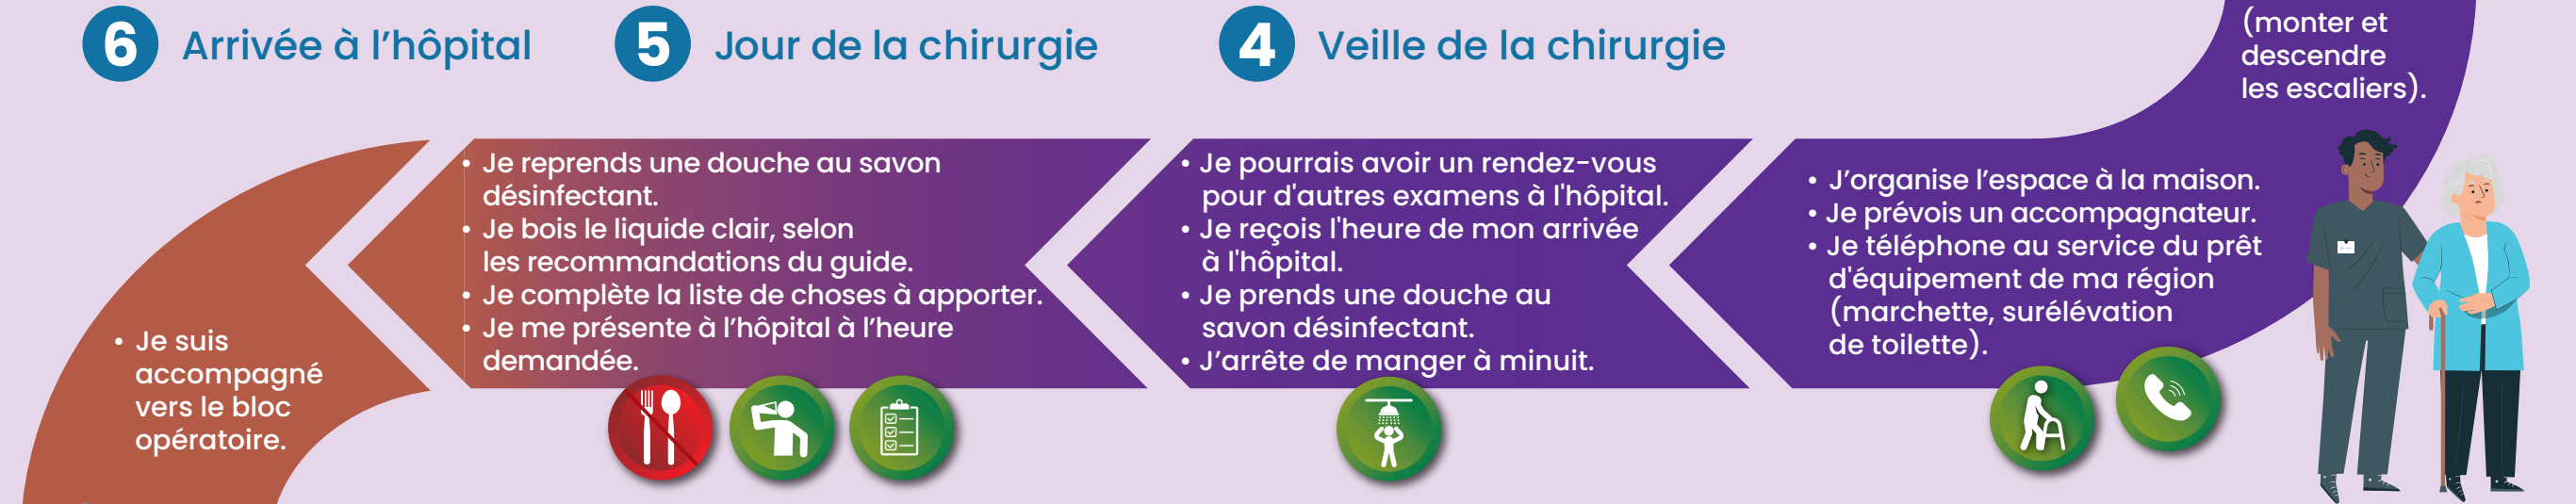 (monter et
descendre
les escaliers).
• J’organise l’espace à la maison.
• Je prévois un accompagnateur.
• Je téléphone au service du prêt
d'équipement de ma région
(marchette, surélévation
de toilette).
4 Veille de la chirurgie
• Je pourrais avoir un rendez-vous
pour d'autres examens à l'hôpital.
• Je reçois l'heure de mon arrivée
à l'hôpital.
• Je prends une douche au
savon désinfectant.
• J’arrête de manger à minuit.
5 Jour de la chirurgie
• Je reprends une douche au savon
désinfectant.
• Je bois le liquide clair, selon
les recommandations du guide.
• Je complète la liste de choses à apporter.
• Je me présente à l’hôpital à l’heure
demandée.
6 Arrivée à l’hôpital
• Je suis
accompagné
vers le bloc
opératoire.